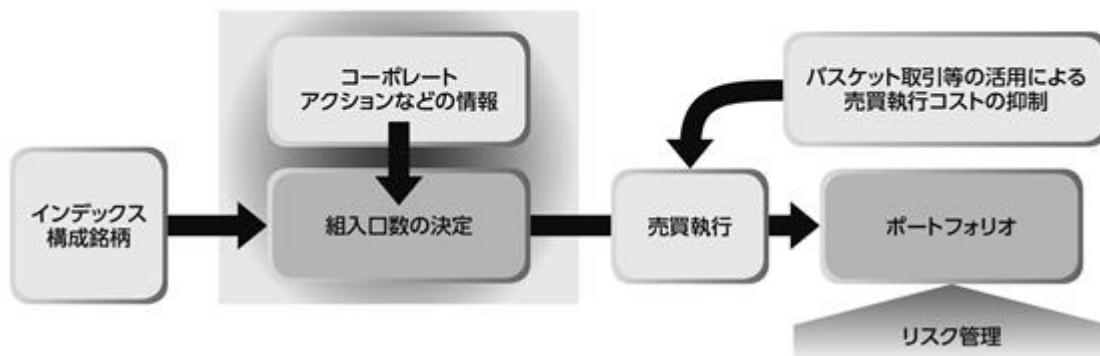 コーポレート
アクションなどの情報
バスケット取引等の活用による
売買執行コストの抑制
インデックス
構成銘柄
組入口数の決定
売買執行
ポートフォリオ
リスク管理